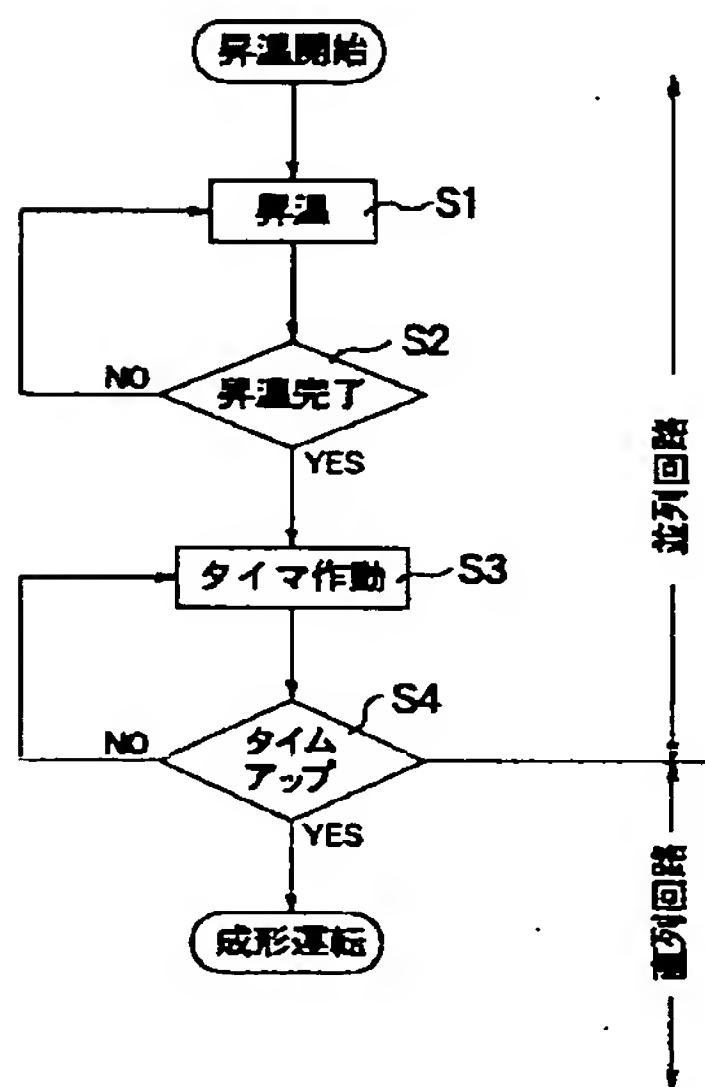 昇温開始
昇温
S1
S2
昇温完了
NO
YES
タイマ作動
S3
S4
タイム
アップ
NO
YES
成形運転
並列回路
直列回路